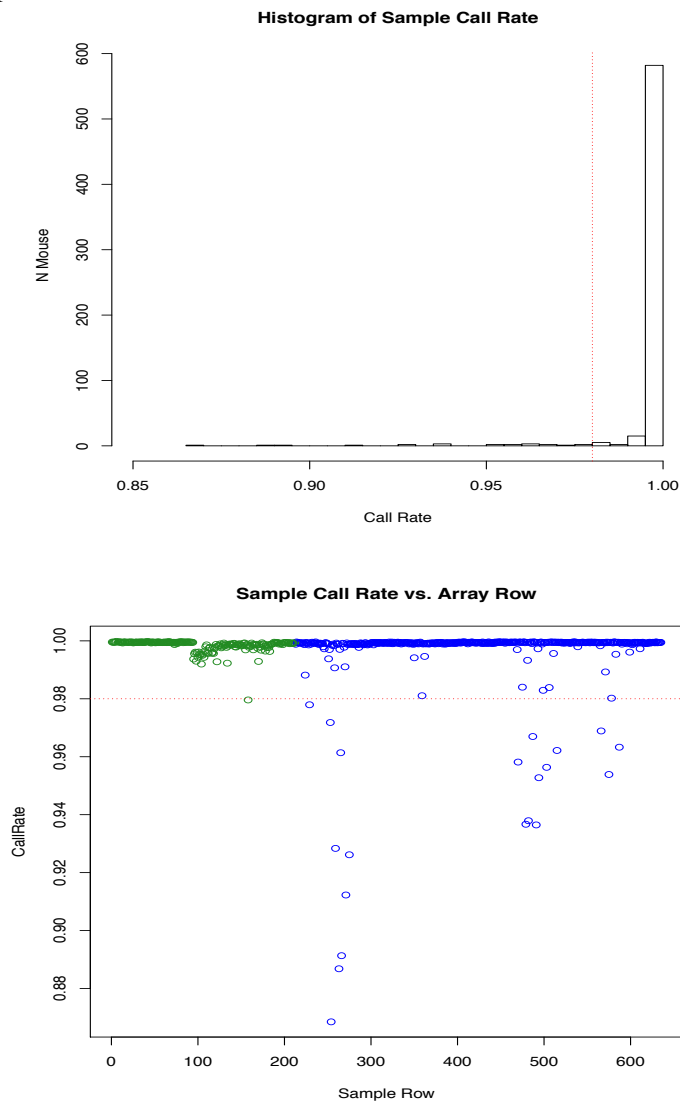 Histogram of Sample Call Rate
600
500
400
300
200
100
0
N Mouse
0.85 0.90 0.95 1.00
Call Rate
Sample Call Rate vs. Array Row
1.00
0.98
0.96
0.94
0.92
0.90
0.88
CallRate
0 100 200 300 400 500 600
Sample Row